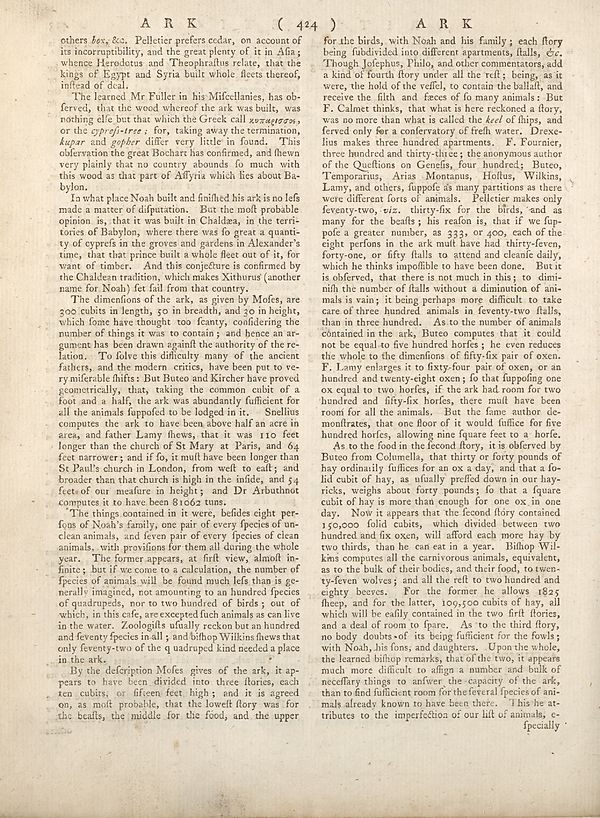 A R K ( 424 ) A R K
others box, &c. Pelletier prefers cedar, on account of
its incorruptibility, and the great plenty of it in Aſia;
whence Herodotus and Theophraſtus relate, that the
kings of Egypt and Syria built whole fleets thereof,
inſtead of deal.
The learned Mr Fuller in his Miſcellanies, has ob-
ſerved, that the wood whereof the ark was built, was
nothing elſe but that which the Greek call
or the cypreſs-tree; for, taking away the termination,
kupar and gopher differ very little in found. This
obſervation the great Bochart has confirmed, and ſhewn
very plainly that no country abounds ſo much with
this wood as that part of Aſſyria which lies about Ba-
bylon.
In what place Noah built and finiſhed his ark is no leſs
made a matter of diſputation. But the moſt probable
opinion is, that it was built in Chaldæa, in the terri-
tories of Babylon, where there was ſo great a quanti-
ty of cypreſs in the groves and gardens in Alexander's
time, that that prince built a whole fleet out of it, for
want of timber. And this conjecture is confirmed by
the Chaldean tradition, which makes Xithurus (another
name for Noah) ſet ſail from that country.
The dimenſions of the ark, as given by Moſes, are
300 cubits in length, 50 in breadth, and 30 in height,
which ſome have thought too ſcanty, conſidering the
number of things it was to contain; and hence an ar-
gument has been drawn againſt the authority of the re-
lation. To ſolve this difficulty many of the ancient
fathers, and the modern critics, have been put to ve-
ry miſerable ſhifts: But Buteo and Kircher have proved
geometrically, that, taking the common cubit of a
foot and a half, the ark was abundantly ſufficient for
all the animals ſuppoſed to be lodged in it. Snellius
computes the ark to have been above half an acre in
area, and father Lamy ſhews, that it was 110 feet
longer than the church of St Mary at Paris, and 64
feet narrower; and if ſo, it muſt have been longer than
St Paul's church in London, from weſt to eaſt; and
broader than that church is high in the inſide, and 54
feet of our meaſure in height; and Dr Arbuthnot
computes it to have been 81062 tuns.
The things contained in it were, beſides eight per-
ſons of Noah's family, one pair of every ſpecies of un-
clean animals, and ſeven pair of every ſpecies of clean
animals, with proviſions for them all during the whole
year. The former appears, at firſt view, almoſt in-
finite; but if we come to a calculation, the number of
ſpecies of animals will be found much leſs than is ge-
nerally imagined, not amounting to an hundred ſpecies
of quadrupeds, nor to two hundred of birds; out of
which, in this caſe, are excepted ſuch animals as can live
in the water. Zoologiſts uſually reckon but an hundred
and ſeventy ſpecies in all; and biſhop Wilkins ſhews that
only ſeventy-two of the quadruped kind needed a place
in the ark.
By the deſcription Moſes gives of the ark, it ap-
pears to have been divided into three ſtories, each
ten cubits, or fifteen feet high; and it is agreed
on, as moſt probable, that the loweſt ſtory was for
the beaſts, the middle for the food, and the upper
for the birds, with Noah and his family; each ſtory
being ſubdivided into different apartments, ſtalls, &c.
Though Joſephus, Philo, and other commentators, add
a kind of fourth ſtory under all the reſt; being, as it
were, the hold of the veſſel, to contain the ballaſt, and
receive the filth and fæces of ſo many animals: But
F. Calmet thinks, that what is here reckoned a ſtory,
was no more than what is called the keel of ſhips, and
ſerved only for a conſervatory of freſh water. Drexe-
lius makes three hundred apartments. F. Fournier,
three hundred and thirty-three; the anonymous author
of the Queſtions on Geneſis, four hundred; Buteo,
Temporarius, Arias Montanus, Hoſtus, Wilkins,
Lamy, and others, ſuppoſe as many partitions as there
were different ſorts of animals. Pelletier makes only
ſeventy-two, viz. thirty-ſix for the birds, and as
many for the beaſts; his reaſon is, that if we ſup-
poſe a greater number, as 333, or 400, each of the
eight perſons in the ark muſt have had thirty-ſeven,
forty-one, or fifty ſtalls to attend and cleanſe daily,
which he thinks impoſſible to have been done. But it
is obſerved, that there is not much in this; to dimi-
niſh the number of ſtalls without a diminution of ani-
mals is vain; it being perhaps more difficult to take
care of three hundred animals in ſeventy-two ſtalls,
than in three hundred. As to the number of animals
contained in the ark, Buteo computes that it could
not be equal to five hundred horſes; he even reduces
the whole to the dimenſions of fifty-ſix pair of oxen.
F. Lamy enlarges it to ſixty-four pair of oxen, or an
hundred and twenty-eight oxen; ſo that ſuppoſing one
ox equal to two horſes, if the ark had room for two
hundred and fifty-ſix horſes, there muſt have been
room for all the animals. But the ſame author de-
monſtrates, that one floor of it would ſuffice for five
hundred horſes, allowing nine ſquare feet to a horſe.
As to the food in the ſecond ſtory, it is obſerved by
Buteo from Columella, that thirty or forty pounds of
hay ordinarily ſuffices for an ox a day, and that a ſo-
lid cubit of hay, as uſually preſſed down in our hay-
ricks, weighs about forty pounds; ſo that a ſquare
cubit of hay is more than enough for one ox in one
day. Now it appears that the ſecond ſtory contained
150,000 ſolid cubits, which divided between two
hundred and ſix oxen, will afford each more hay by
two thirds, than he can eat in a year. Biſhop Wil-
kins computes all the carnivorous animals, equivalent,
as to the bulk of their bodies, and their food, to twen-
ty-ſeven wolves; and all the reſt to two hundred and
eighty beeves. For the former he allows 1825
ſheep, and for the latter, 109,500 cubits of hay, all
which will be eaſily contained in the two firſt ſtories,
and a deal of room to ſpare. As to the third ſtory,
no body doubts of its being ſufficient for the fowls;
with Noah, his ſons, and daughters. Upon the whole,
the learned biſhop remarks, that of the two, it appears
much more difficult to aſſign a number and bulk of
neceſſary things to anſwer the capacity of the ark,
than to find ſufficient room for the ſeveral ſpecies of ani-
mals already known to have been there. This he at-
tributes to the imperfection of our liſt of animals, e-
ſpecially